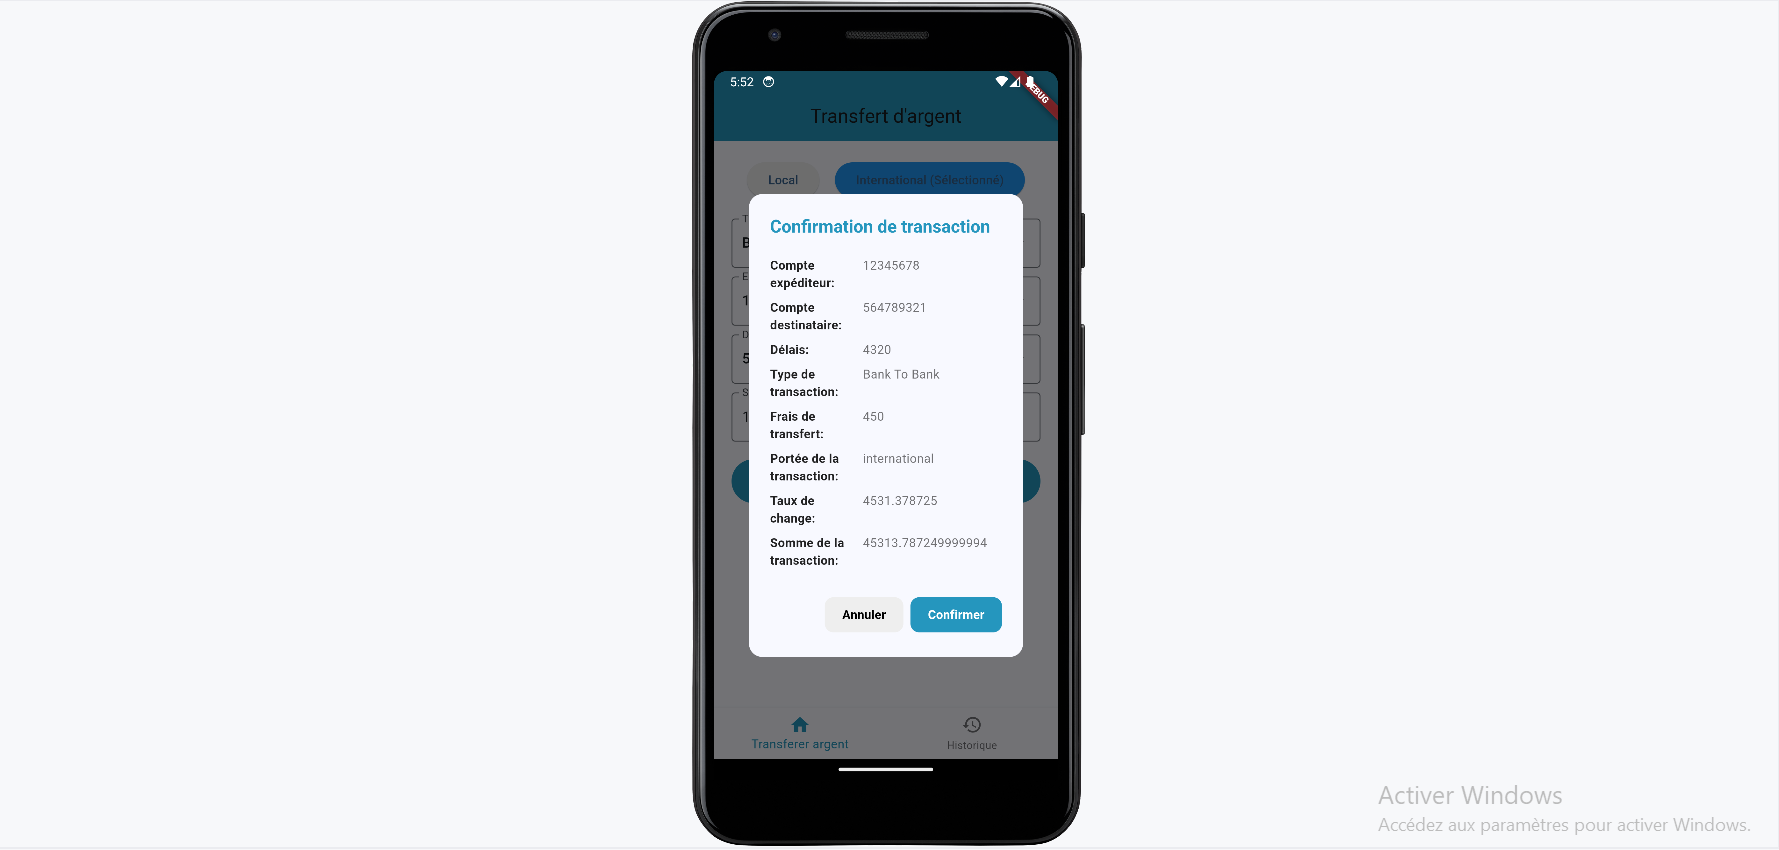 5:52
DEBUG
Transfert d'argent
Local
International (Sélectionné)
Confirmation de transaction
Compte expéditeur:
12345678
Compte destinataire:
564789321
Délais:
4320
Type de transaction:
Bank To Bank
Frais de transfert:
450
Portée de la transaction:
international
Taux de change:
4531.378725
Somme de la transaction:
45313.787249999994
Annuler
Confirmer
Transferer argent
Historique
Activer Windows
Accédez aux paramètres pour activer Windows.